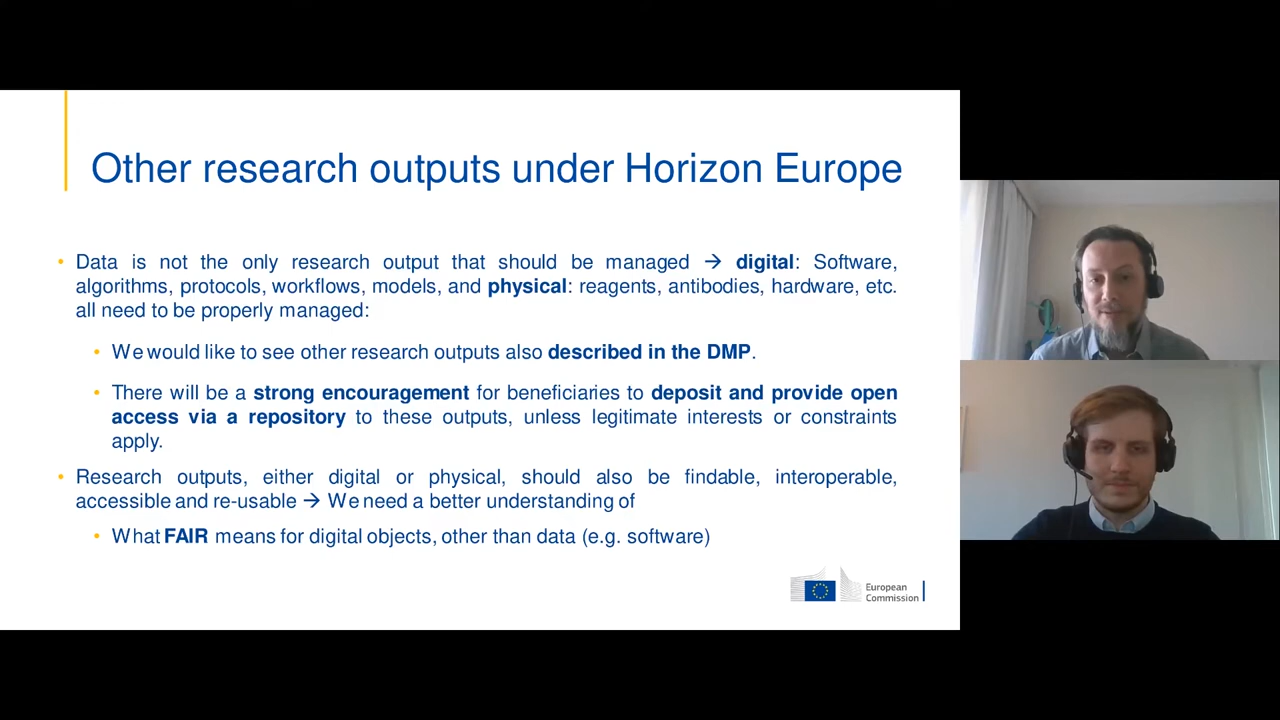 Other research outputs under Horizon Europe
• Data is not the only research output that should be managed → digital: Software,
algorithms, protocols, workflows, models, and physical: reagents, antibodies, hardware, etc.
all need to be properly managed:
• We would like to see other research outputs also described in the DMP.
• There will be a strong encouragement for beneficiaries to deposit and provide open
access via a repository to these outputs, unless legitimate interests or constraints
apply.
• Research outputs, either digital or physical, should also be findable, interoperable,
accessible and re-usable → We need a better understanding of
• What FAIR means for digital objects, other than data (e.g. software)
European
Commission